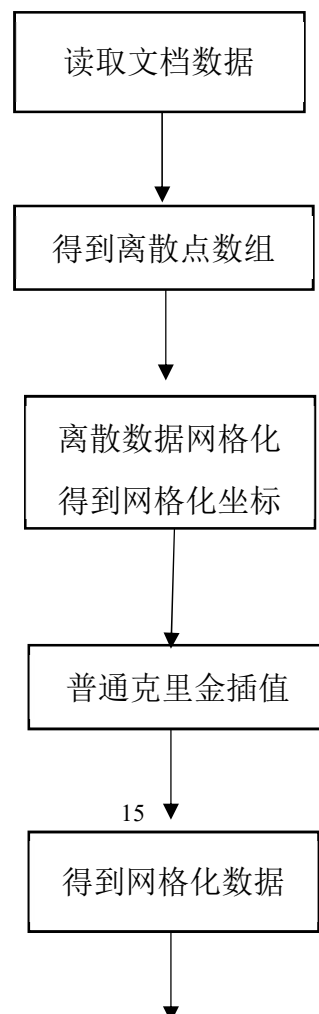 读取文档数据
得到离散点数组
离散数据网格化
得到网格化坐标
普通克里金插值
15
得到网格化数据